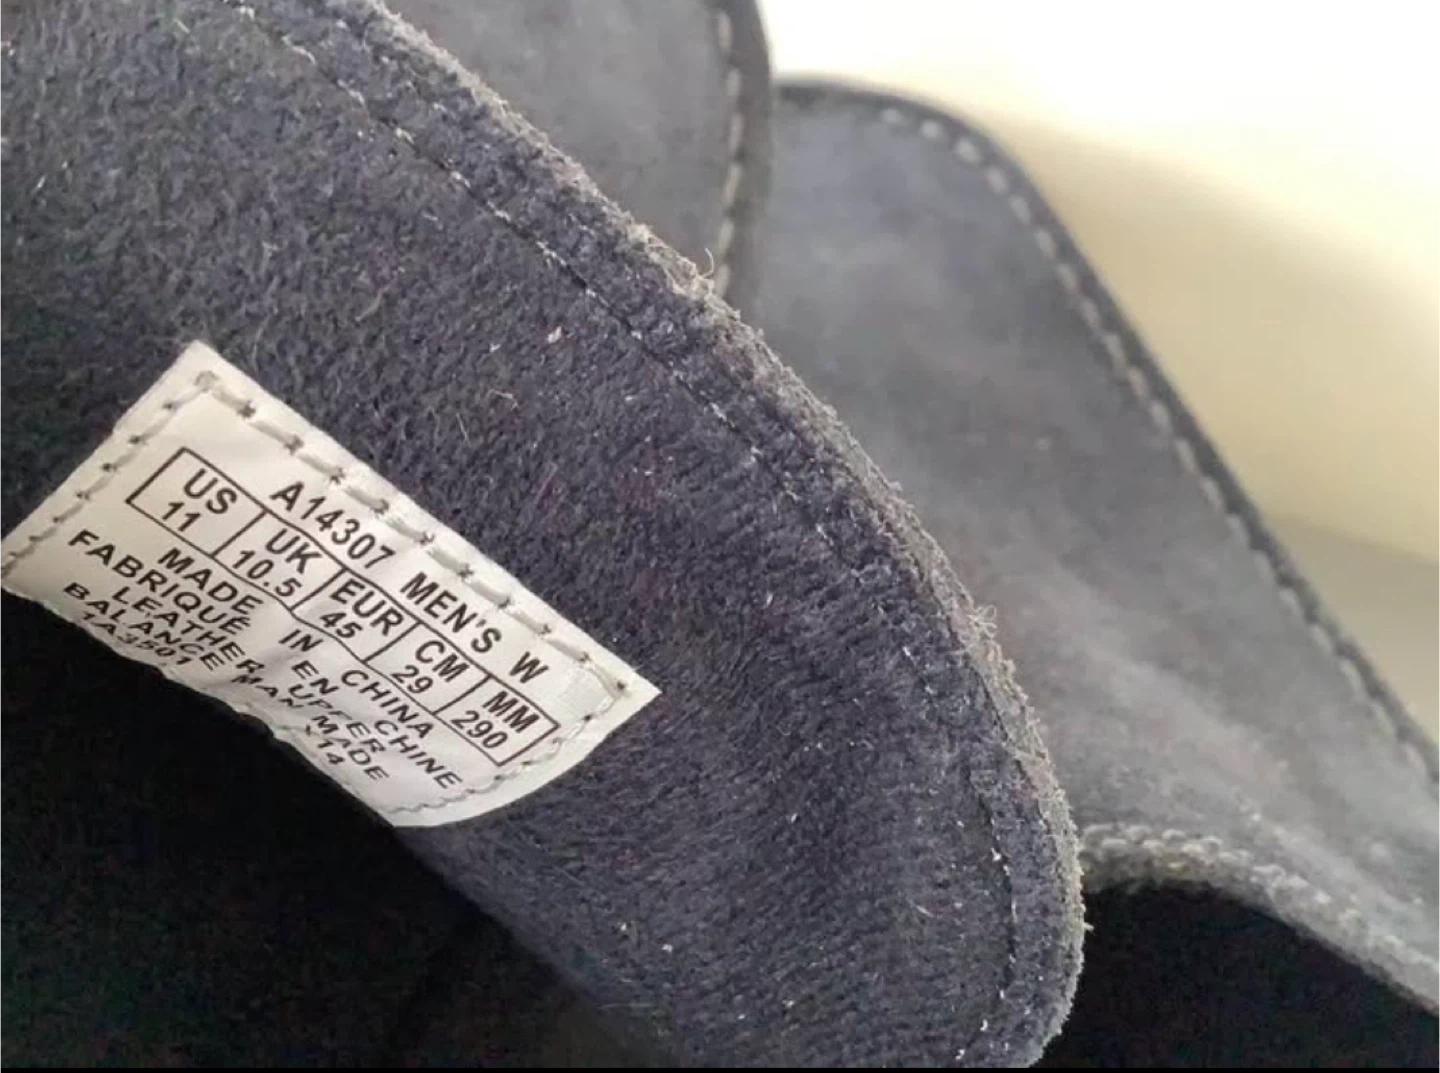 A14307 MEN'S W
US UK EUR CM MM
11 10.5 45 29 290
MADE IN CHINA
FABRIQUÉ EN CHINE
LEATHER UPPER
BALANCE MAN MADE